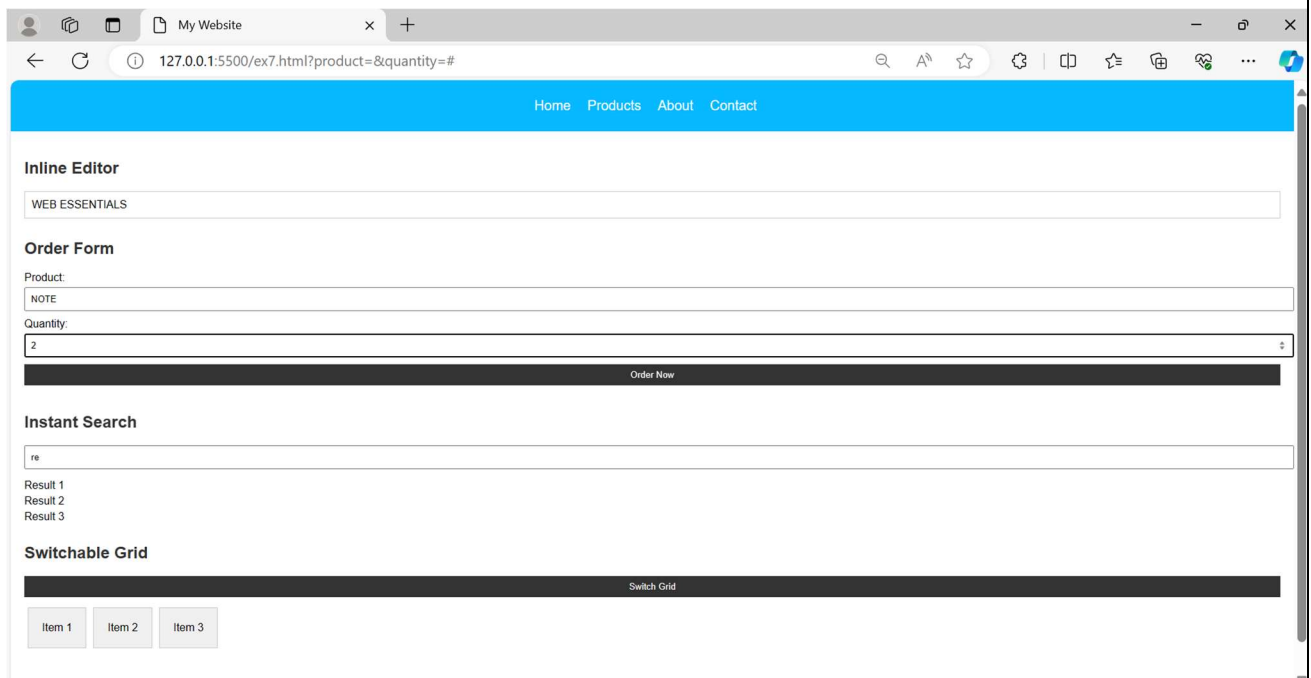 My Website
127.0.0.1:5500/ex7.html?product=&quantity=#
Home Products About Contact
Inline Editor
WEB ESSENTIALS
Order Form
Product:
NOTE
Quantity:
2
Order Now
Instant Search
re
Result 1
Result 2
Result 3
Switchable Grid
Switch Grid
Item 1 Item 2 Item 3